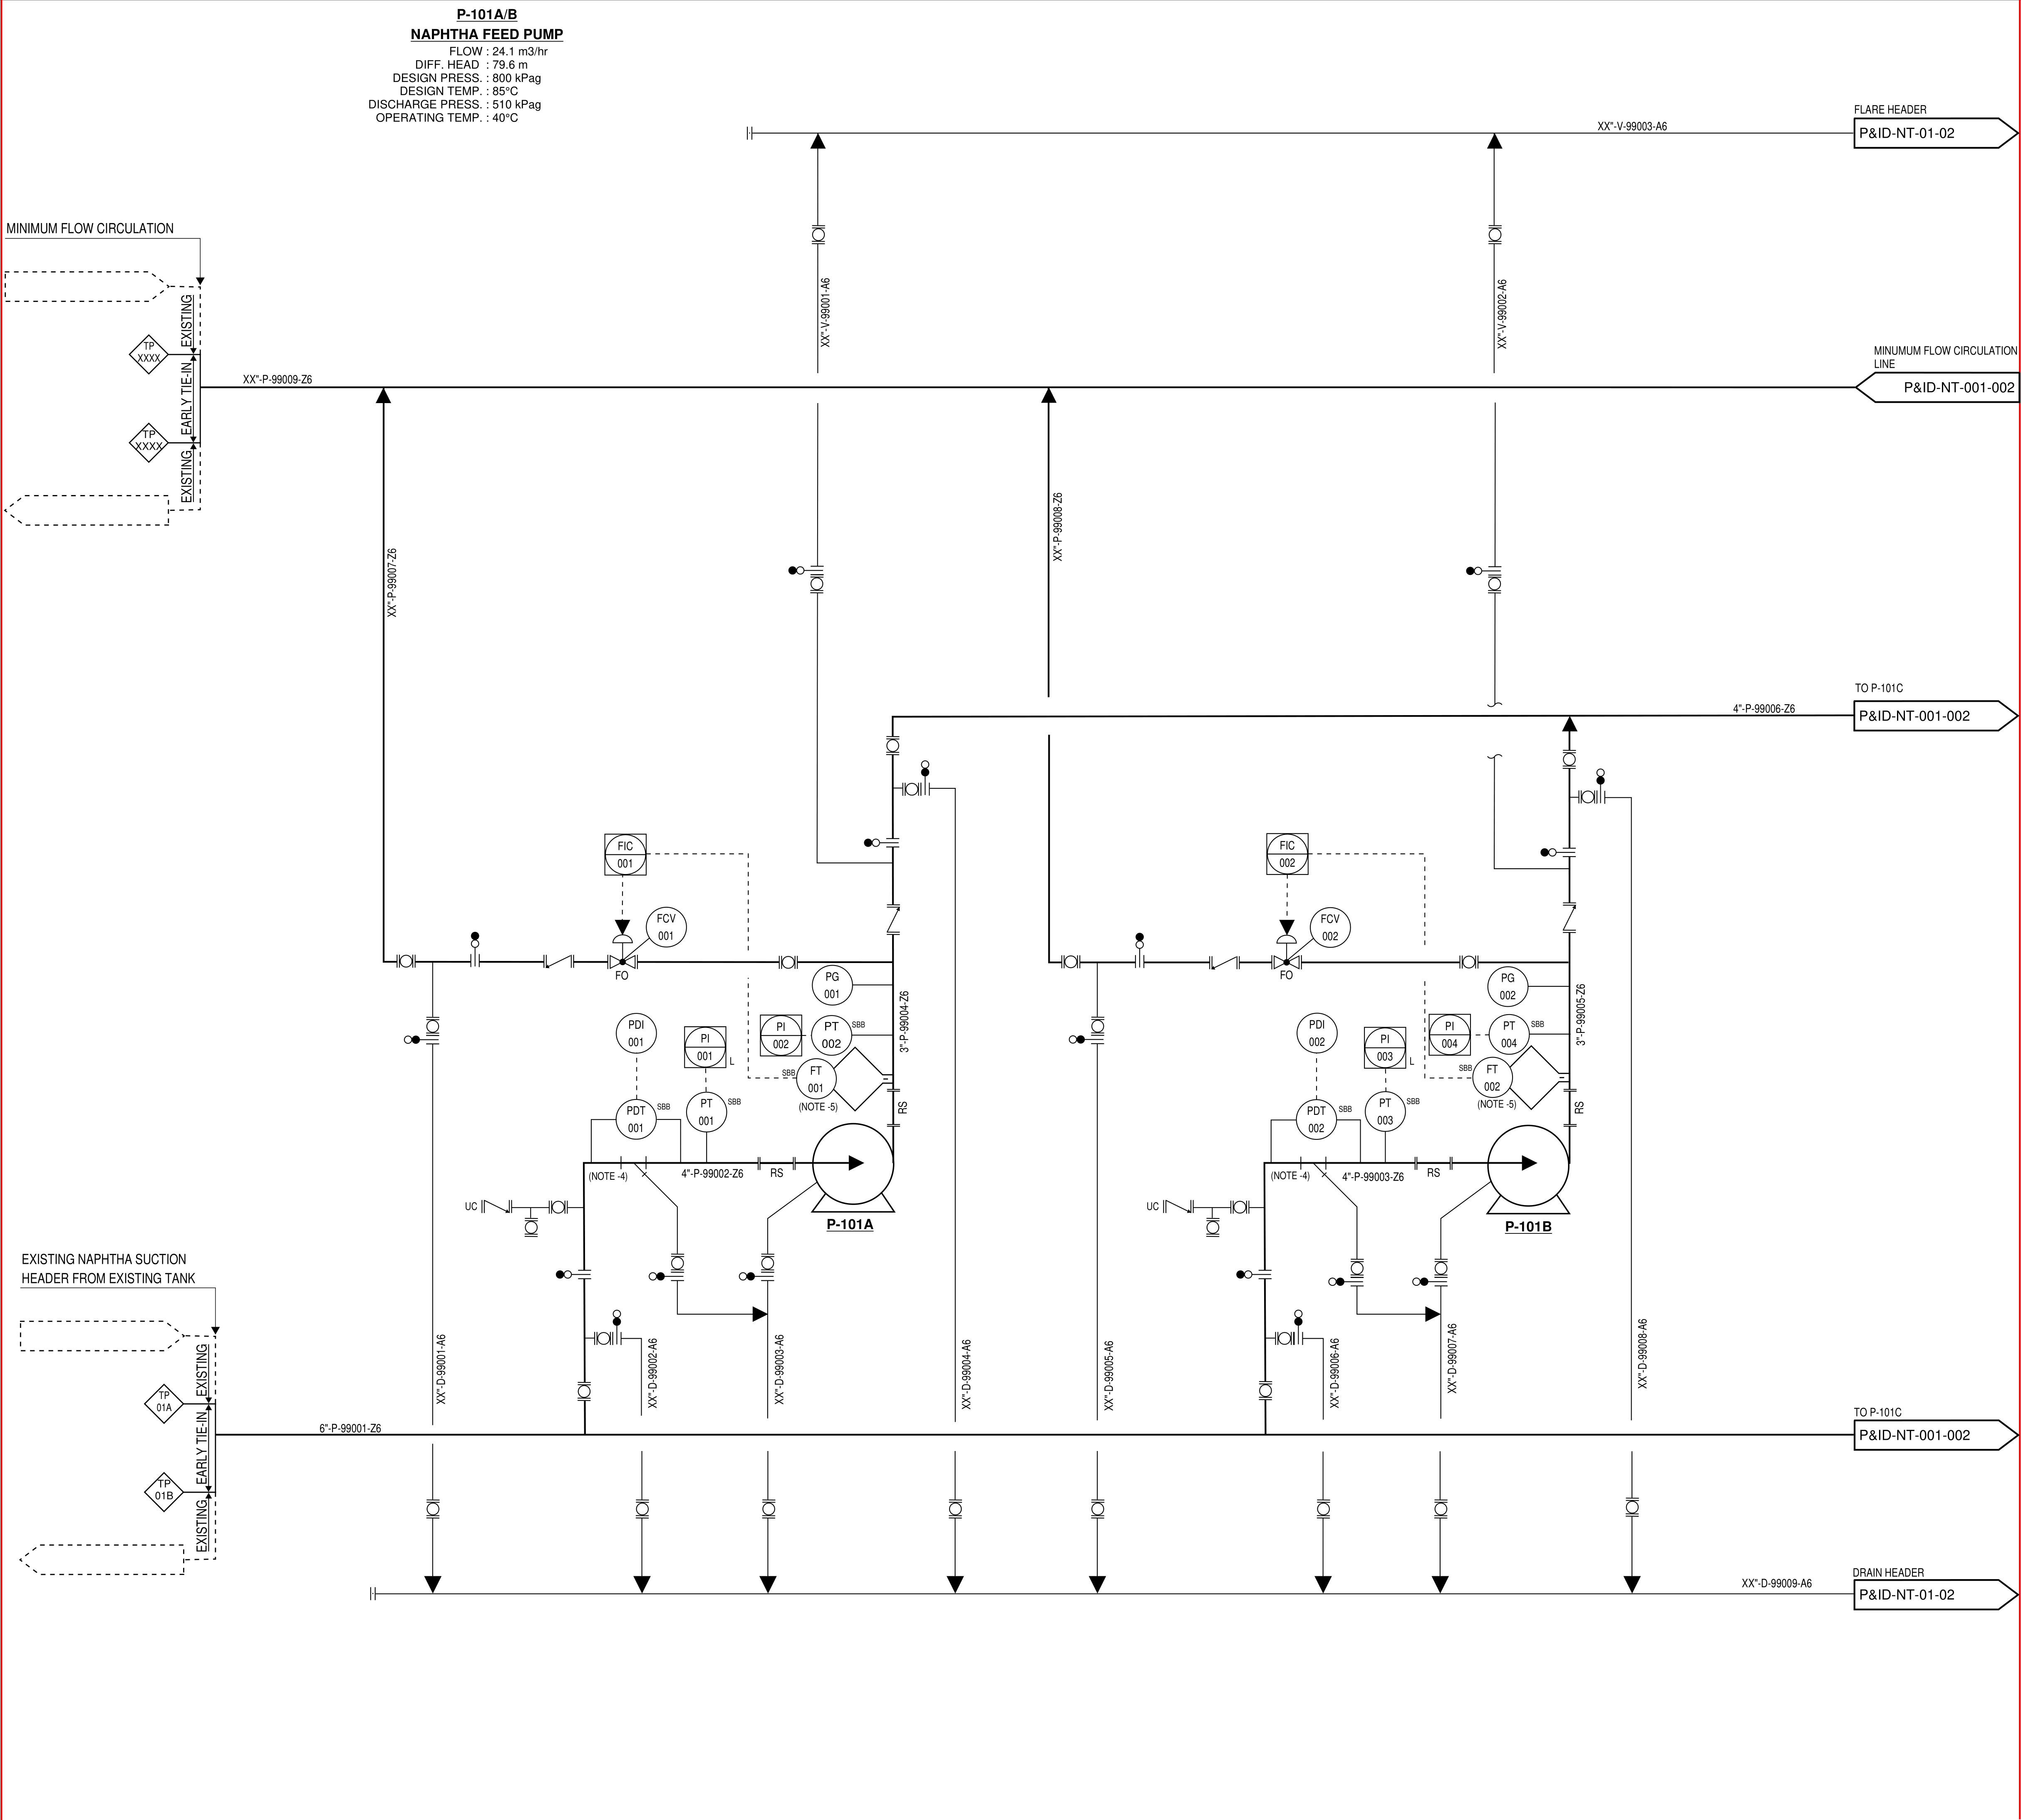 P-101A/B
NAPHTHA FEED PUMP
FLOW : 24.1 m3/hr
DIFF. HEAD : 79.6 m
DESIGN PRESS. : 800 kPag
DESIGN TEMP. : 85°C
DISCHARGE PRESS. : 510 kPag
OPERATING TEMP. : 40°C
FLARE HEADER
P&ID-NT-01-02
XX"-V-99003-A6
XX"-V-99001-A6
XX"-V-99002-A6
MINIMUM FLOW CIRCULATION
EXISTING
EARLY TIE-IN
EXISTING
TP
XXXX
TP
XXXX
XX"-P-99009-Z6
MINUMUM FLOW CIRCULATION
LINE
P&ID-NT-001-002
XX"-P-99007-Z6
XX"-P-99008-Z6
TO P-101C
P&ID-NT-001-002
4"-P-99006-Z6
FIC
001
FCV
001
FO
PG
001
PDI
001
PI
001
L
PI
002
PT
002
SBB
SBB
FT
001
(NOTE -5)
3"-P-99004-Z6
RS
PDT
001
SBB
PT
001
SBB
(NOTE -4)
4"-P-99002-Z6
RS
UC
P-101A
FIC
002
FCV
002
FO
PG
002
PDI
002
PI
003
L
PI
004
PT
004
SBB
SBB
FT
002
(NOTE -5)
3"-P-99005-Z6
RS
PDT
002
SBB
PT
003
SBB
(NOTE -4)
4"-P-99003-Z6
RS
UC
P-101B
EXISTING NAPHTHA SUCTION
HEADER FROM EXISTING TANK
EXISTING
EARLY TIE-IN
EXISTING
TP
01A
TP
01B
6"-P-99001-Z6
XX"-D-99001-A6
XX"-D-99002-A6
XX"-D-99003-A6
XX"-D-99004-A6
XX"-D-99005-A6
XX"-D-99006-A6
XX"-D-99007-A6
XX"-D-99008-A6
TO P-101C
P&ID-NT-001-002
DRAIN HEADER
P&ID-NT-01-02
XX"-D-99009-A6